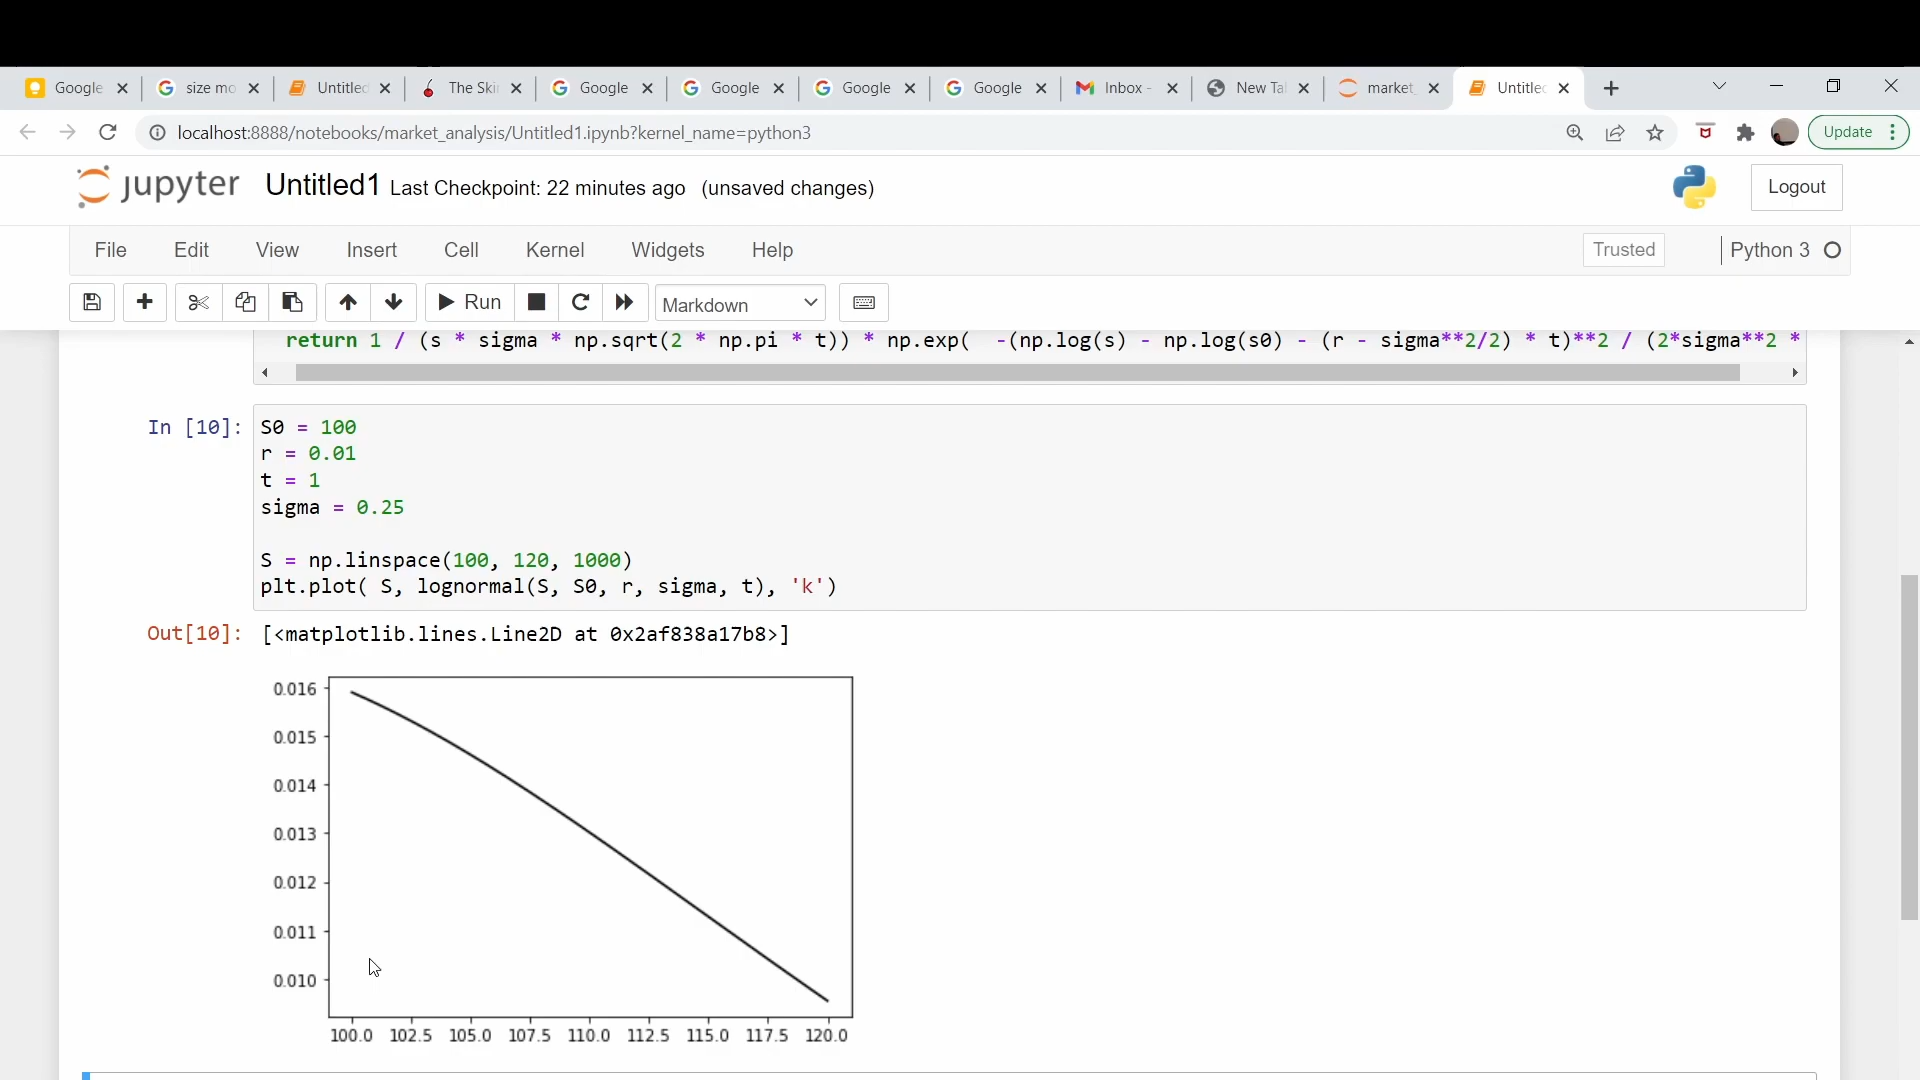 Google
size mo
Untitled
The Ski
Google
Google
Google
Google
Inbox -
New Ta
market_
Untitled
localhost:8888/notebooks/market_analysis/Untitled1.ipynb?kernel_name=python3
Update
jupyter Untitled1 Last Checkpoint: 22 minutes ago (unsaved changes)
Logout
File Edit View Insert Cell Kernel Widgets Help
Trusted
Python 3
Run
Markdown
return 1 / (s * sigma * np.sqrt(2 * np.pi * t)) * np.exp(  -(np.log(s) - np.log(s0) - (r - sigma**2/2) * t)**2 / (2*sigma**2 *
In [10]:
S0 = 100
r = 0.01
t = 1
sigma = 0.25
S = np.linspace(100, 120, 1000)
plt.plot( S, lognormal(S, S0, r, sigma, t), 'k')
Out[10]: [<matplotlib.lines.Line2D at 0x2af838a17b8>]
0.016
0.015
0.014
0.013
0.012
0.011
0.010
100.0 102.5 105.0 107.5 110.0 112.5 115.0 117.5 120.0